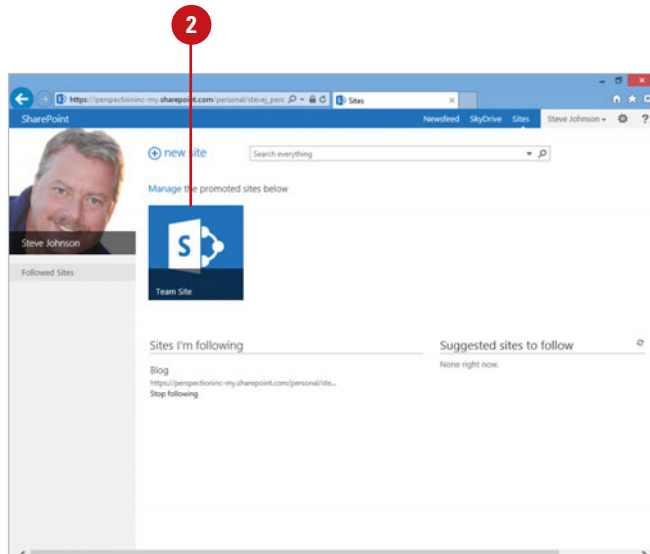 2
https://perspectioninc-my.sharepoint.com/personal/stevej_pers
Sites
SharePoint
Newsfeed SkyDrive Sites Steve Johnson ?
new site
Search everything
Manage the promoted sites below
S
Steve Johnson
Followed Sites
Team Site
Sites I'm following
Suggested sites to follow
Blog
None right now.
https://perspectioninc-my.sharepoint.com/personal/ste...
Stop following